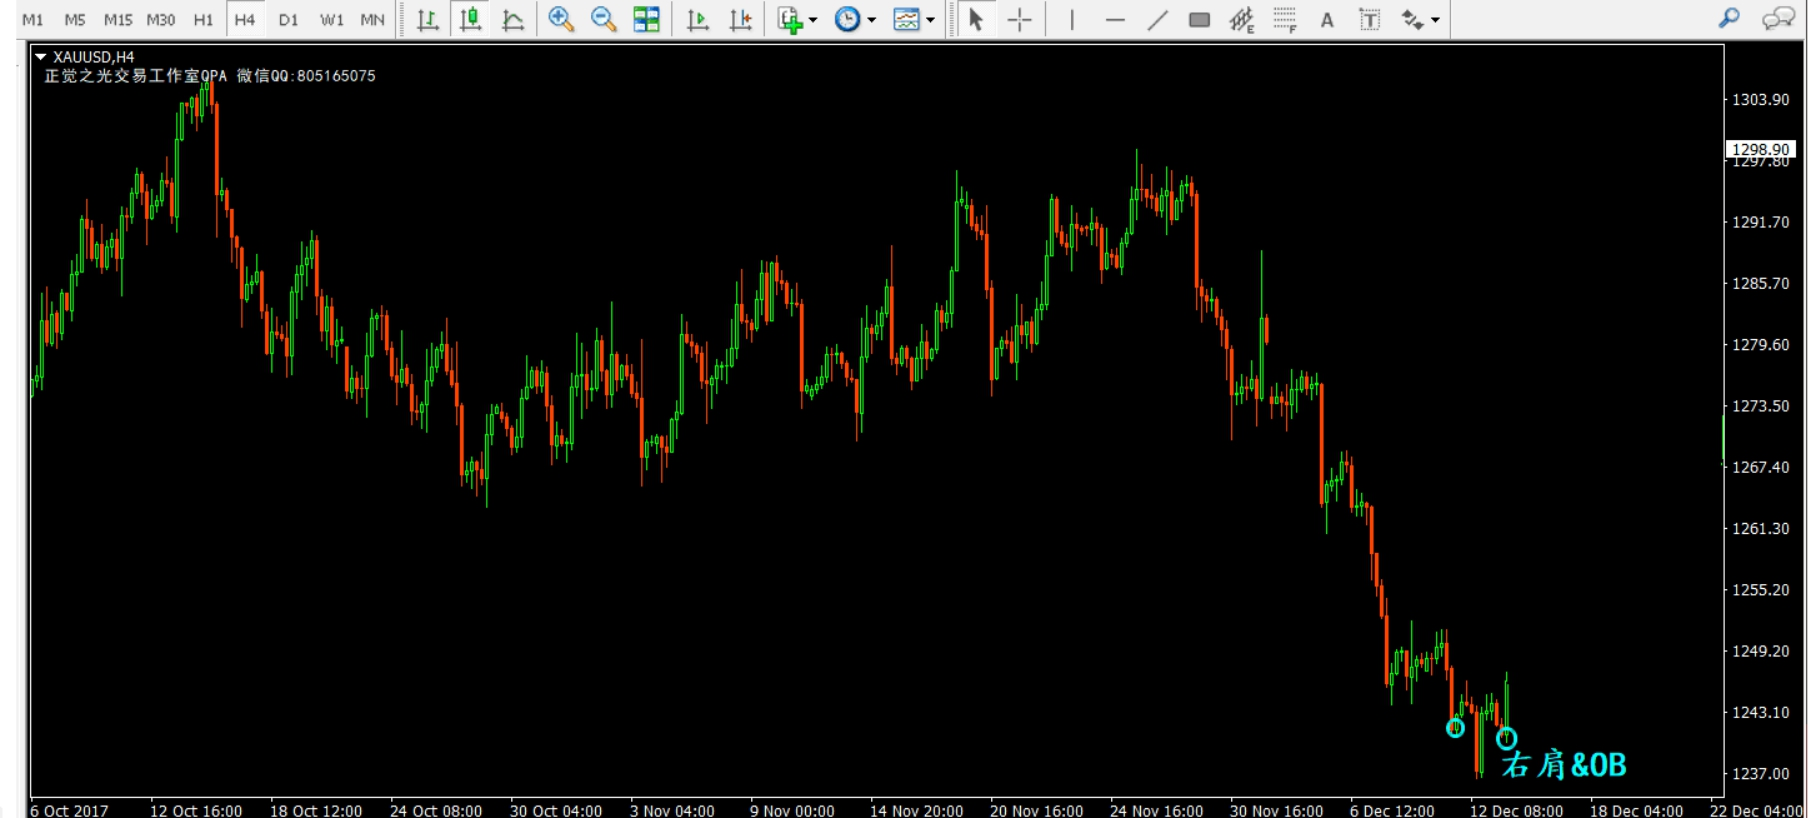 M1 M5 M15 M30 H1 H4 D1 W1 MN E F A T
XAUUSD,H4
正觉之光交易工作室QPA 微信QQ:805165075
1303.90
1298.90
1297.80
1291.70
1285.70
1279.60
1273.50
1267.40
1261.30
1255.20
1249.20
1243.10
右肩&OB
1237.00
6 Oct 2017 12 Oct 16:00 18 Oct 12:00 24 Oct 08:00 30 Oct 04:00 3 Nov 04:00 9 Nov 00:00 14 Nov 20:00 20 Nov 16:00 24 Nov 16:00 30 Nov 16:00 6 Dec 12:00 12 Dec 08:00 18 Dec 04:00 22 Dec 04:00